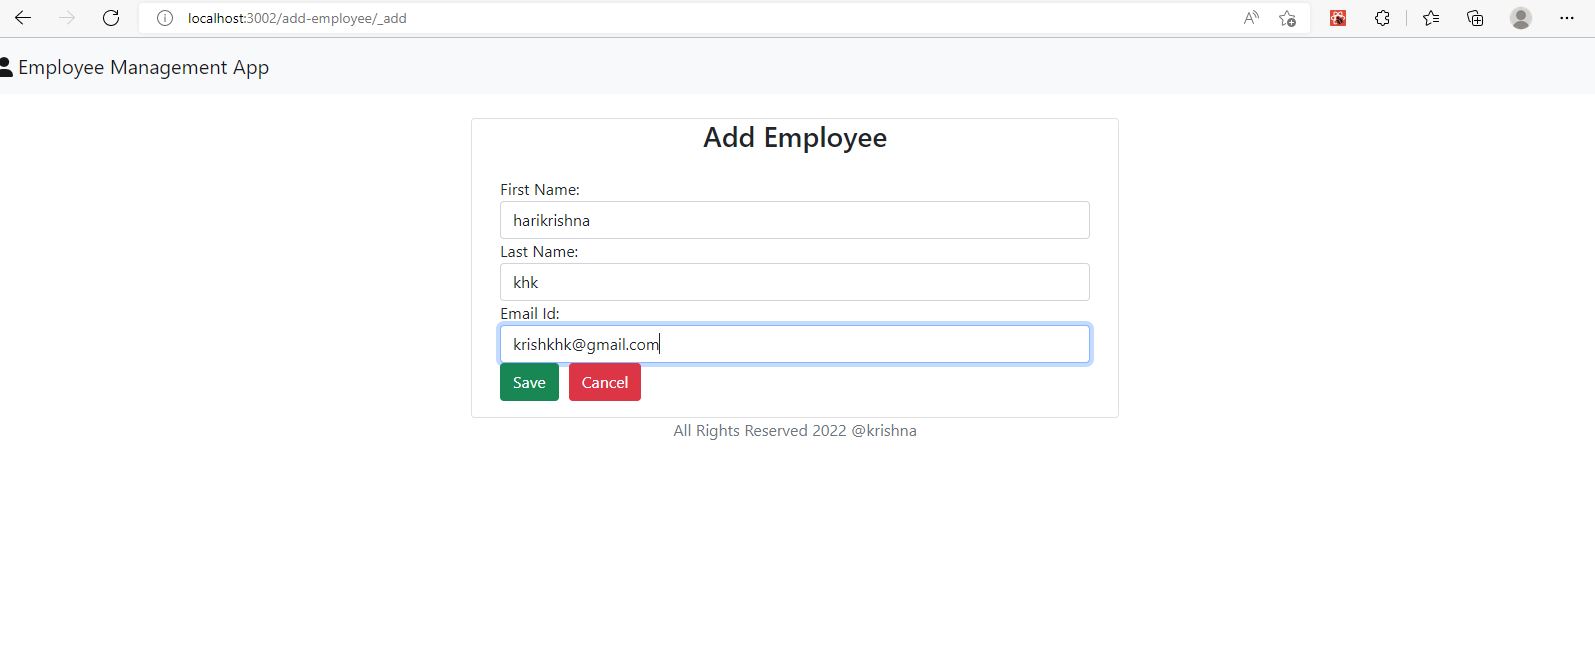 localhost:3002/add-employee/_add
Employee Management App
Add Employee
First Name:
harikrishna
Last Name:
khk
Email Id:
krishkhk@gmail.com
Save Cancel
All Rights Reserved 2022 @krishna